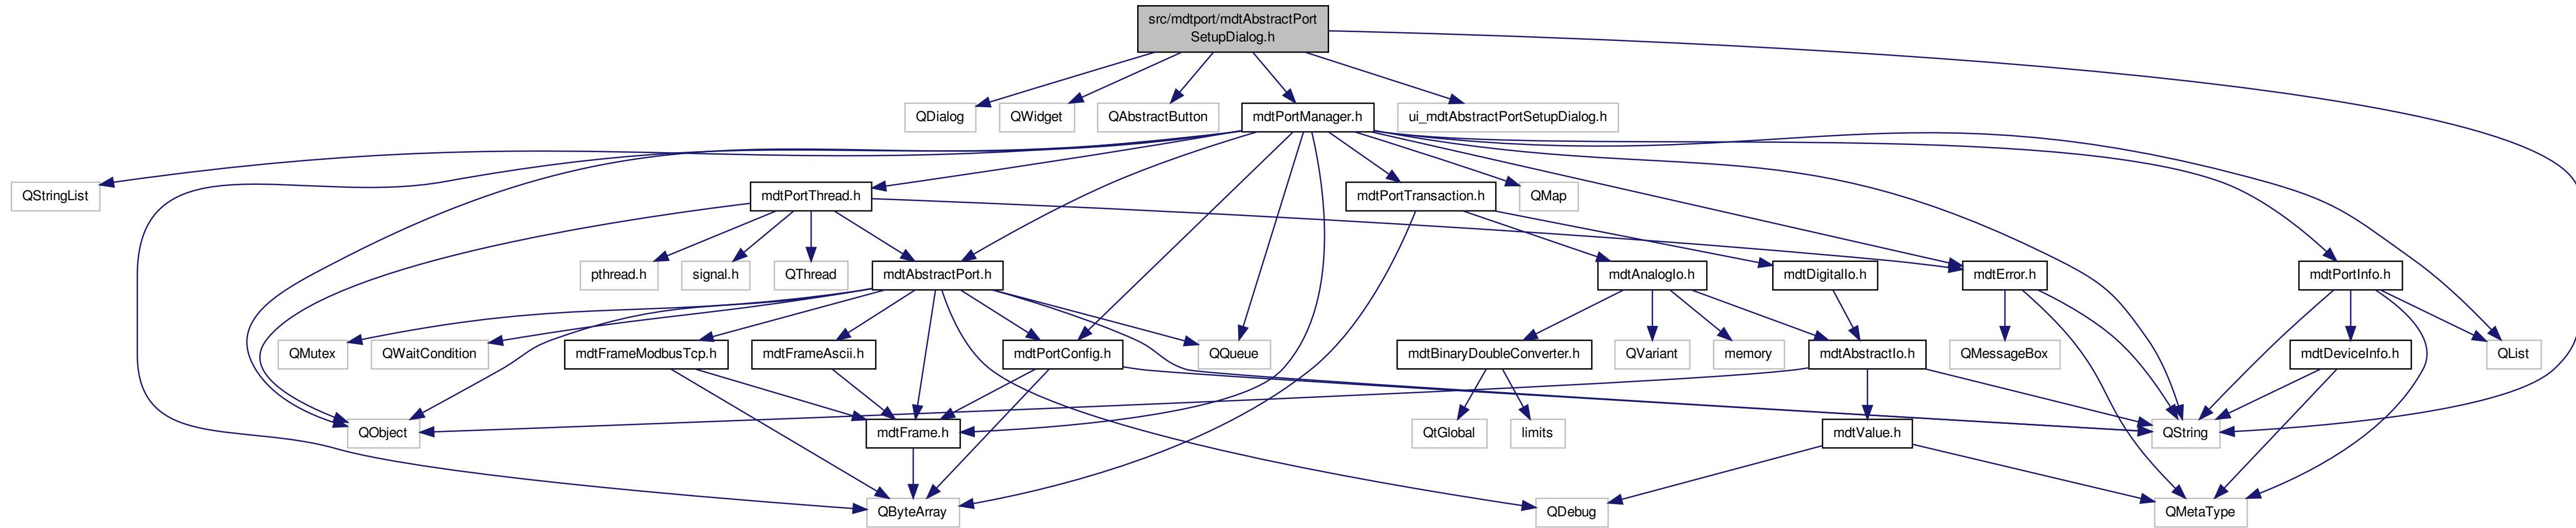 src/mdtport/mdtAbstractPort
SetupDialog.h
QDialog
QWidget
QAbstractButton
mdtPortManager.h
ui_mdtAbstractPortSetupDialog.h
QStringList
mdtPortThread.h
mdtPortTransaction.h
QMap
pthread.h
signal.h
QThread
mdtAbstractPort.h
mdtAnalogIo.h
mdtDigitalIo.h
mdtError.h
mdtPortInfo.h
QMutex
QWaitCondition
mdtFrameModbusTcp.h
mdtFrameAscii.h
mdtPortConfig.h
QQueue
mdtBinaryDoubleConverter.h
QVariant
memory
mdtAbstractIo.h
QMessageBox
mdtDeviceInfo.h
QList
QObject
mdtFrame.h
QtGlobal
limits
mdtValue.h
QString
QByteArray
QDebug
QMetaType